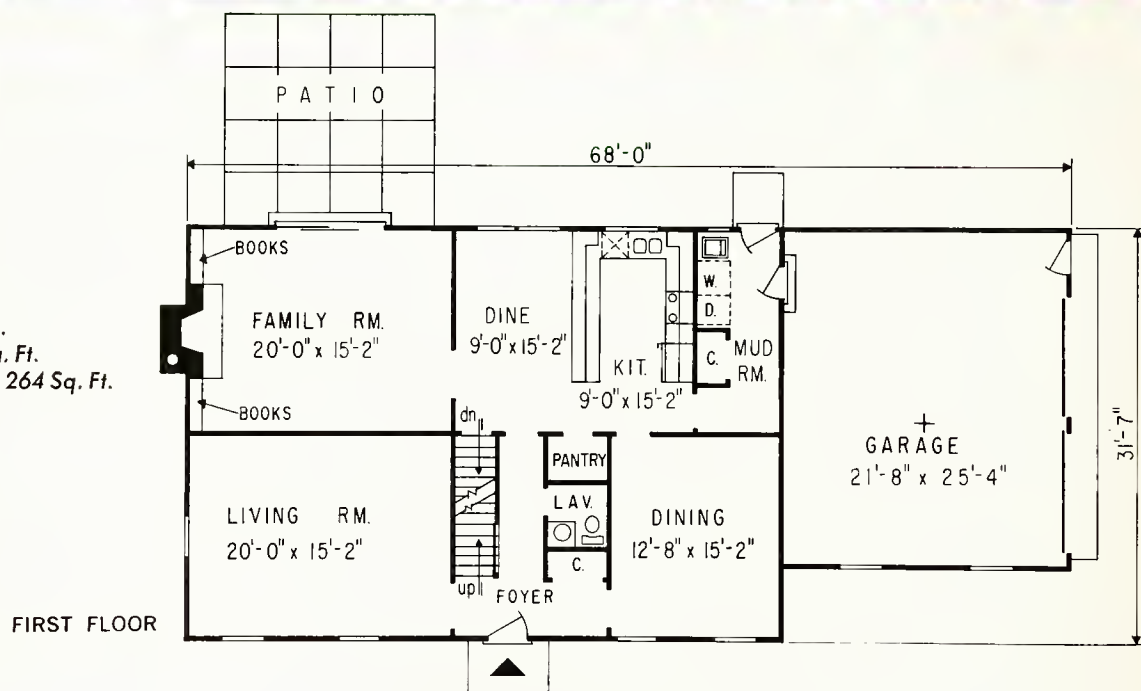 PATIO
68'-0"
BOOKS
FAMILY RM.
20'-0" x 15'-2"
DINE
9'-0" x 15'-2"
KIT.
9'-0" x 15'-2"
W.
D.
C.
MUD
RM.
. Ft.
264 Sq. Ft.
BOOKS
dn
PANTRY
LAV.
C.
GARAGE
21'-8" x 25'-4"
31'-7"
LIVING RM.
20'-0" x 15'-2"
DINING
12'-8" x 15'-2"
up
FOYER
FIRST FLOOR